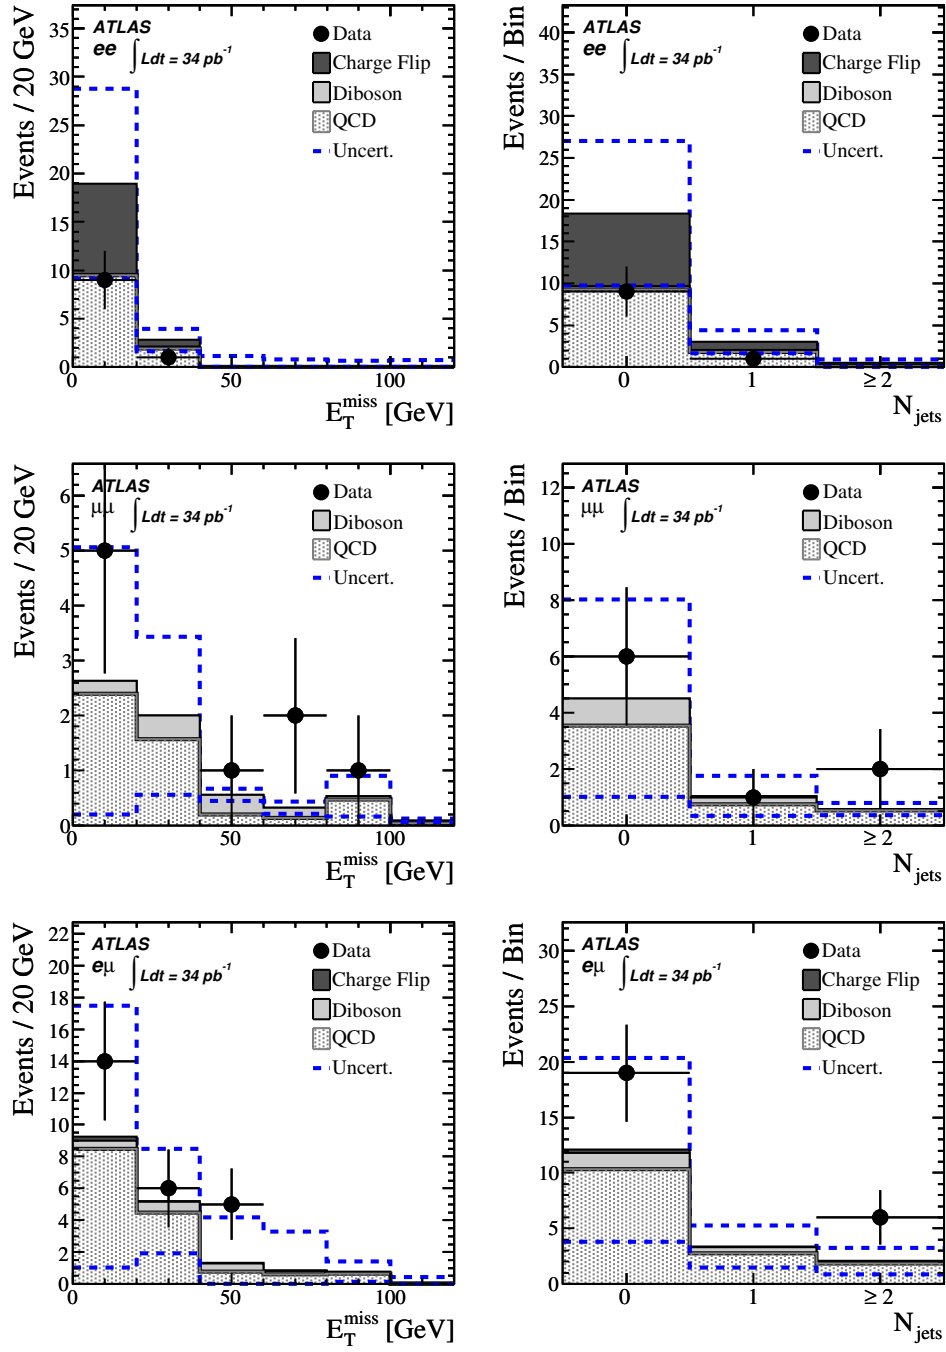 ATLAS
ee ∫ Ldt = 34 pb⁻¹
Data
Charge Flip
Diboson
QCD
Uncert.
Events / 20 GeV
35
30
25
20
15
10
5
0
0 50 100
E_T^miss [GeV]
ATLAS
ee ∫ Ldt = 34 pb⁻¹
Data
Charge Flip
Diboson
QCD
Uncert.
Events / Bin
40
35
30
25
20
15
10
5
0
0 1 ≥ 2
N_jets
ATLAS
μμ ∫ Ldt = 34 pb⁻¹
Data
Diboson
QCD
Uncert.
Events / 20 GeV
6
5
4
3
2
1
0
0 50 100
E_T^miss [GeV]
ATLAS
μμ ∫ Ldt = 34 pb⁻¹
Data
Diboson
QCD
Uncert.
Events / Bin
12
10
8
6
4
2
0
0 1 ≥ 2
N_jets
ATLAS
eμ ∫ Ldt = 34 pb⁻¹
Data
Charge Flip
Diboson
QCD
Uncert.
Events / 20 GeV
22
20
18
16
14
12
10
8
6
4
2
0
0 50 100
E_T^miss [GeV]
ATLAS
eμ ∫ Ldt = 34 pb⁻¹
Data
Charge Flip
Diboson
QCD
Uncert.
Events / Bin
30
25
20
15
10
5
0
0 1 ≥ 2
N_jets